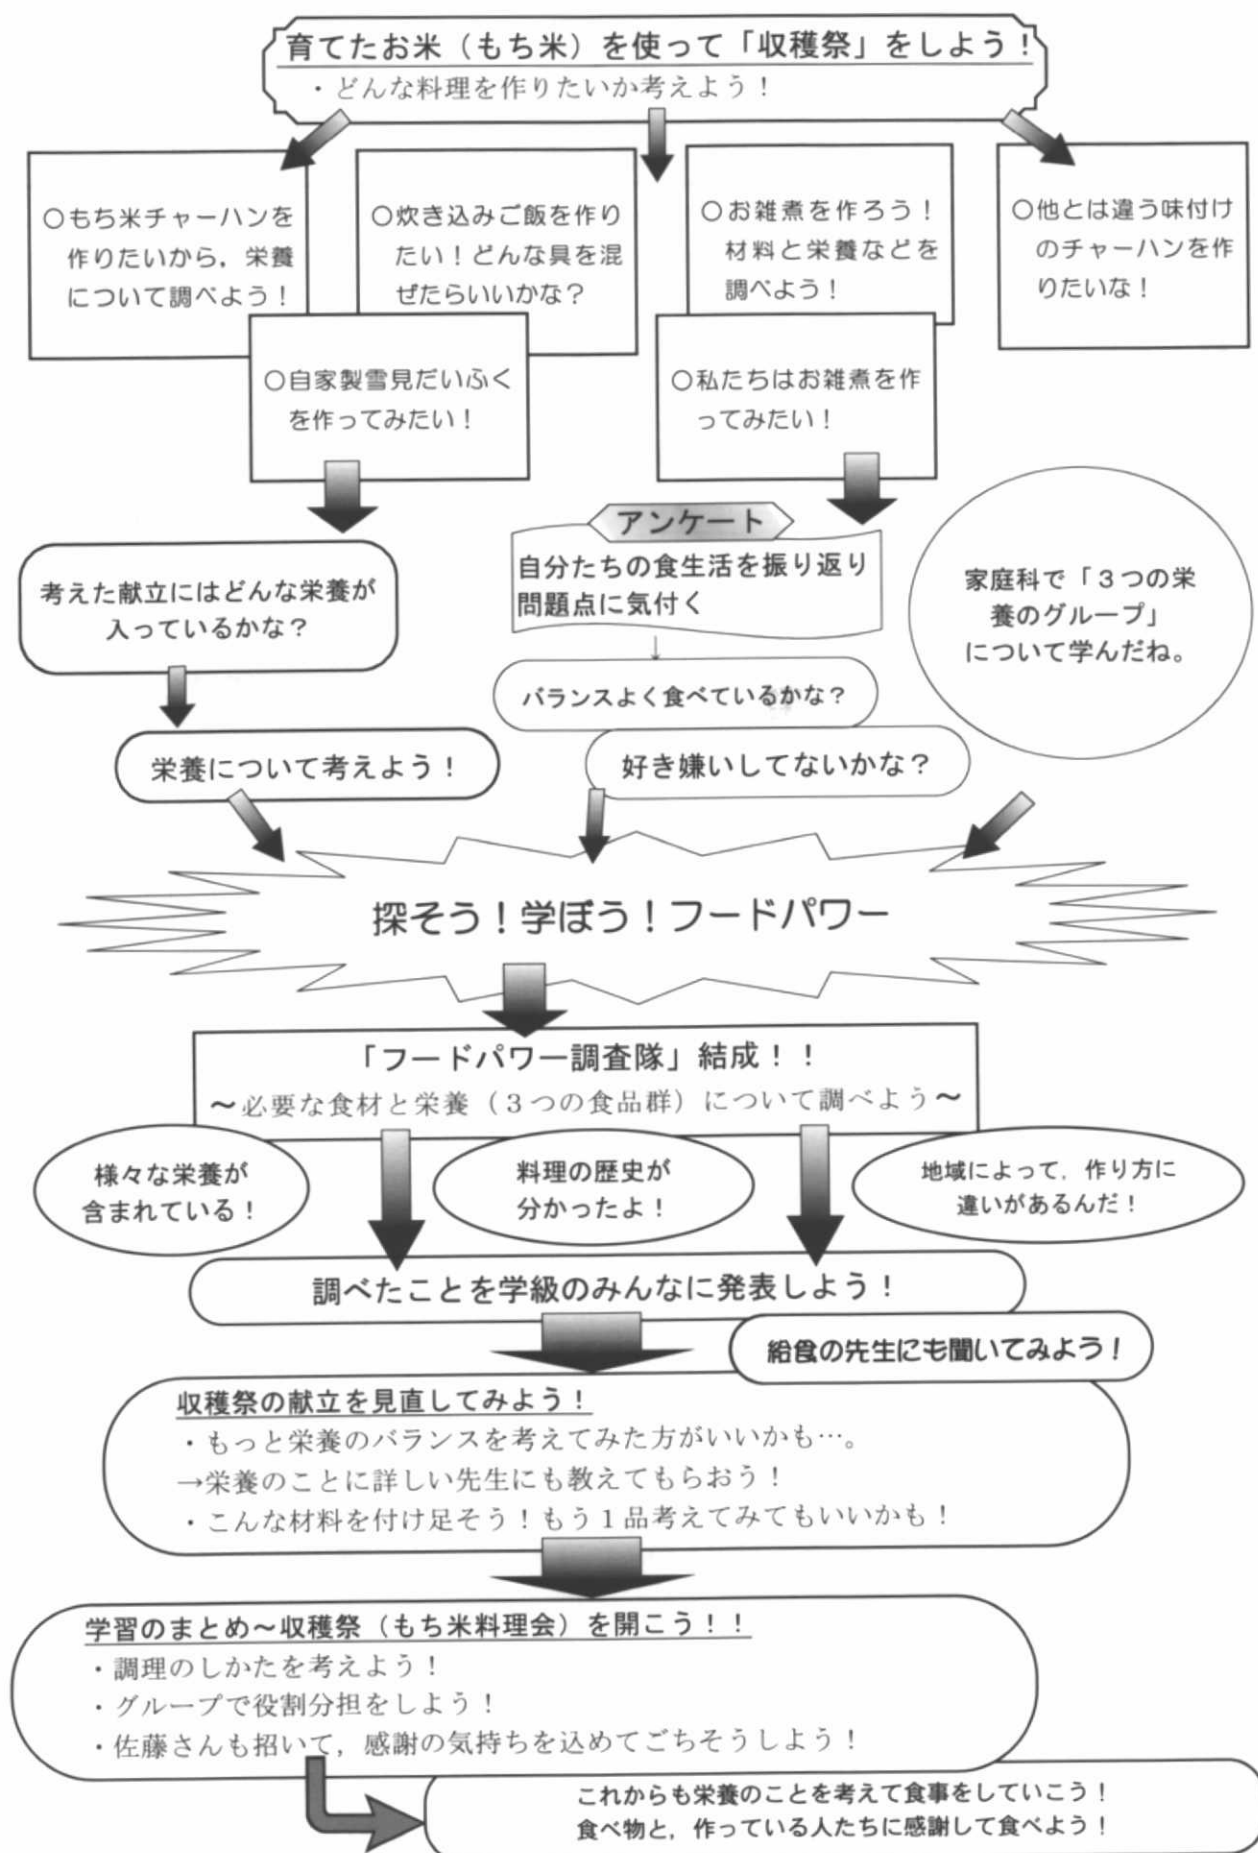 育てたお米（もち米）を使って「収穫祭」をしよう！
・どんな料理を作りたいか考えよう！
○もち米チャーハンを
作りたいから，栄養
について調べよう！
○炊き込みご飯を作り
たい！どんな具を混
ぜたらいいかな？
○お雑煮を作ろう！
材料と栄養などを
調べよう！
○他とは違う味付け
のチャーハンを作
りたいな！
○自家製雪見だいふく
を作ってみたい！
○私たちはお雑煮を作
ってみたい！
考えた献立にはどんな栄養が
入っているかな？
栄養について考えよう！
アンケート
自分たちの食生活を振り返り
問題点に気付く
バランスよく食べているかな？
好き嫌いしてないかな？
家庭科で「３つの栄
養のグループ」
について学んだね。
探そう！学ぼう！フードパワー
「フードパワー調査隊」結成！！
～必要な食材と栄養（３つの食品群）について調べよう～
様々な栄養が
含まれている！
料理の歴史が
分かったよ！
地域によって，作り方に
違いがあるんだ！
調べたことを学級のみんなに発表しよう！
給食の先生にも聞いてみよう！
収穫祭の献立を見直してみよう！
・もっと栄養のバランスを考えてみた方がいいかも…。
→栄養のことに詳しい先生にも教えてもらおう！
・こんな材料を付け足そう！もう１品考えてみてもいいかも！
学習のまとめ～収穫祭（もち米料理会）を開こう！！
・調理のしかたを考えよう！
・グループで役割分担をしよう！
・佐藤さんも招いて，感謝の気持ちを込めてごちそうしよう！
これからも栄養のことを考えて食事をしていこう！
食べ物と，作っている人たちに感謝して食べよう！